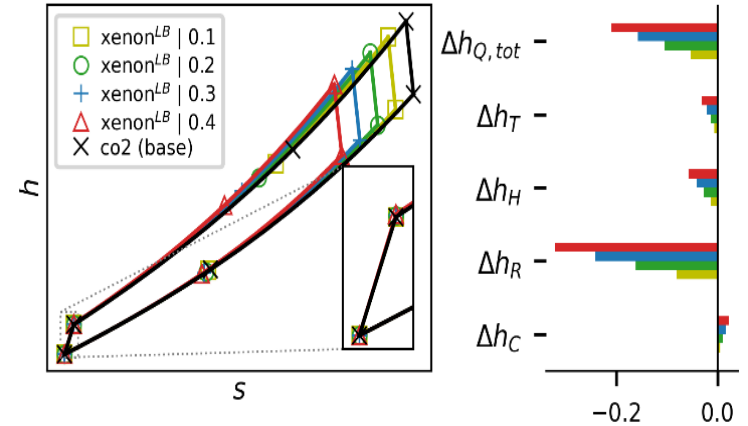 xenon^{LB} | 0.1
xenon^{LB} | 0.2
xenon^{LB} | 0.3
xenon^{LB} | 0.4
co2 (base)
h
s
Δh_{Q, tot}
Δh_T
Δh_H
Δh_R
Δh_C
−0.2 0.0